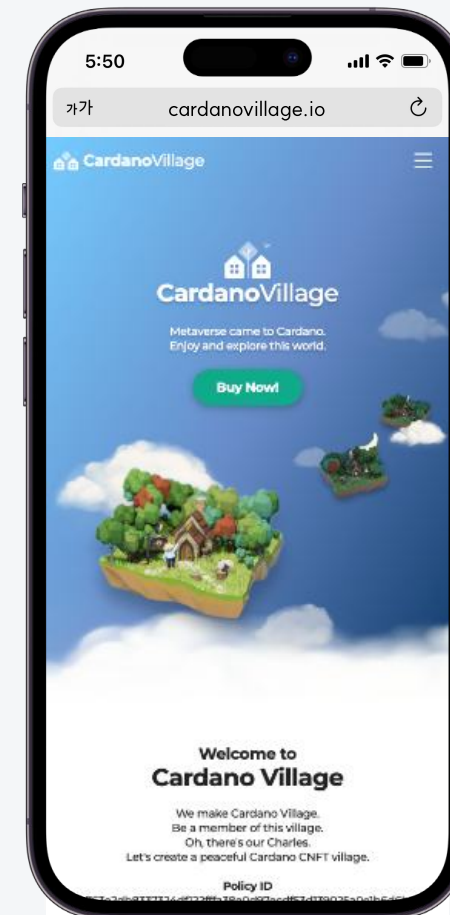 5:50
가가
cardanovillage.io
CardanoVillage
CardanoVillage
Metaverse came to Cardano.
Enjoy and explore this world.
Buy Now!
Welcome to
Cardano Village
We make Cardano Village.
Be a member of this village.
Oh, there's our Charles.
Let's create a peaceful Cardano CNFT village.
Policy ID